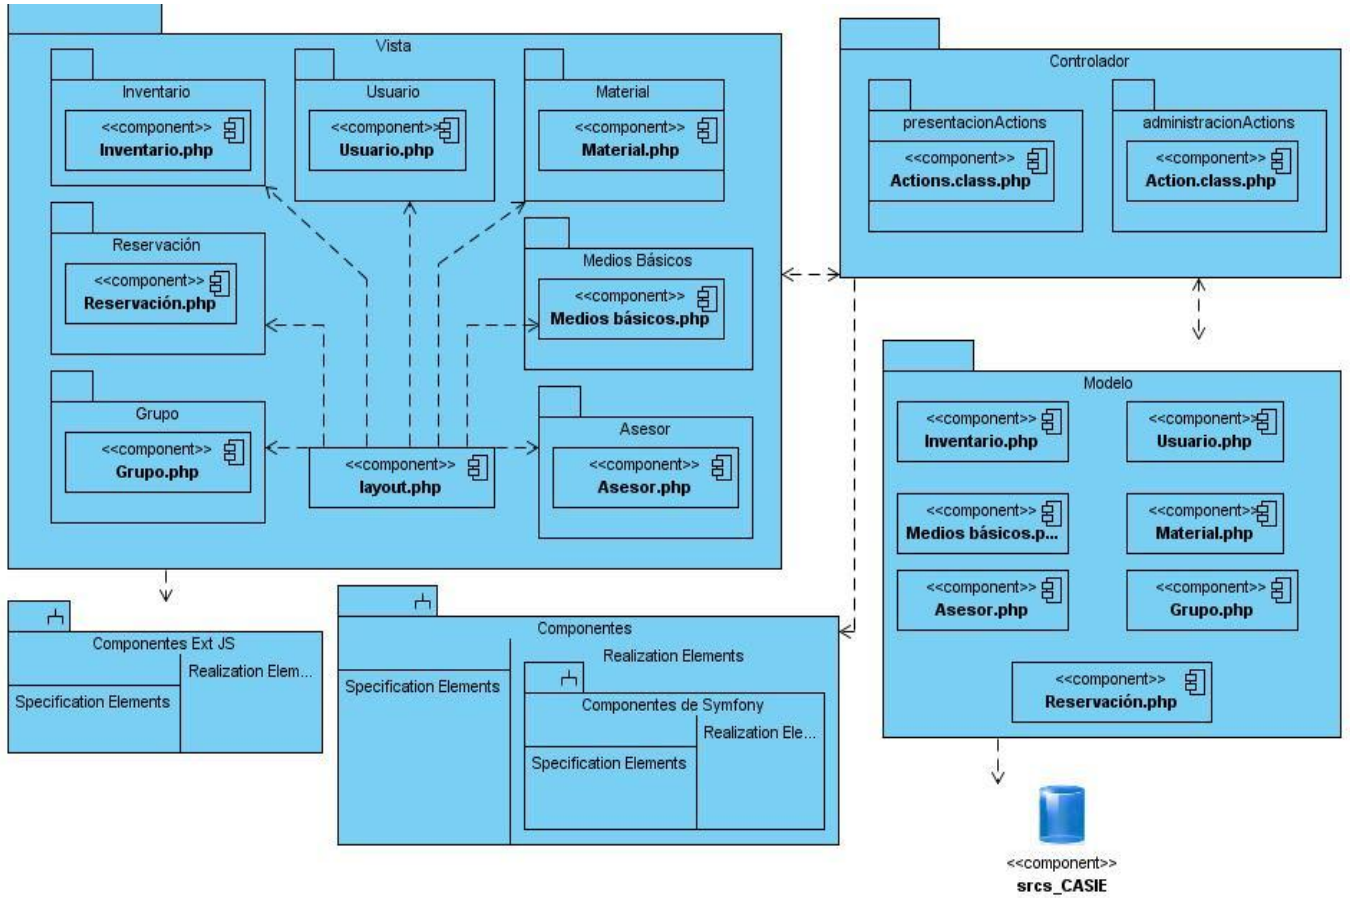 Vista
Inventario
<<component>>
Inventario.php
Usuario
<<component>>
Usuario.php
Material
<<component>>
Material.php
Reservación
<<component>>
Reservación.php
Medios Básicos
<<component>>
Medios básicos.php
Grupo
<<component>>
Grupo.php
<<component>>
layout.php
Asesor
<<component>>
Asesor.php
Controlador
presentacionActions
<<component>>
Actions.class.php
administracionActions
<<component>>
Action.class.php
Modelo
<<component>>
Inventario.php
<<component>>
Usuario.php
<<component>>
Medios básicos.p...
<<component>>
Material.php
<<component>>
Asesor.php
<<component>>
Grupo.php
<<component>>
Reservación.php
Componentes Ext JS
Realization Elem...
Specification Elements
Componentes
Realization Elements
Specification Elements
Componentes de Symfony
Realization Ele...
Specification Elements
<<component>>
srcs_CASIE